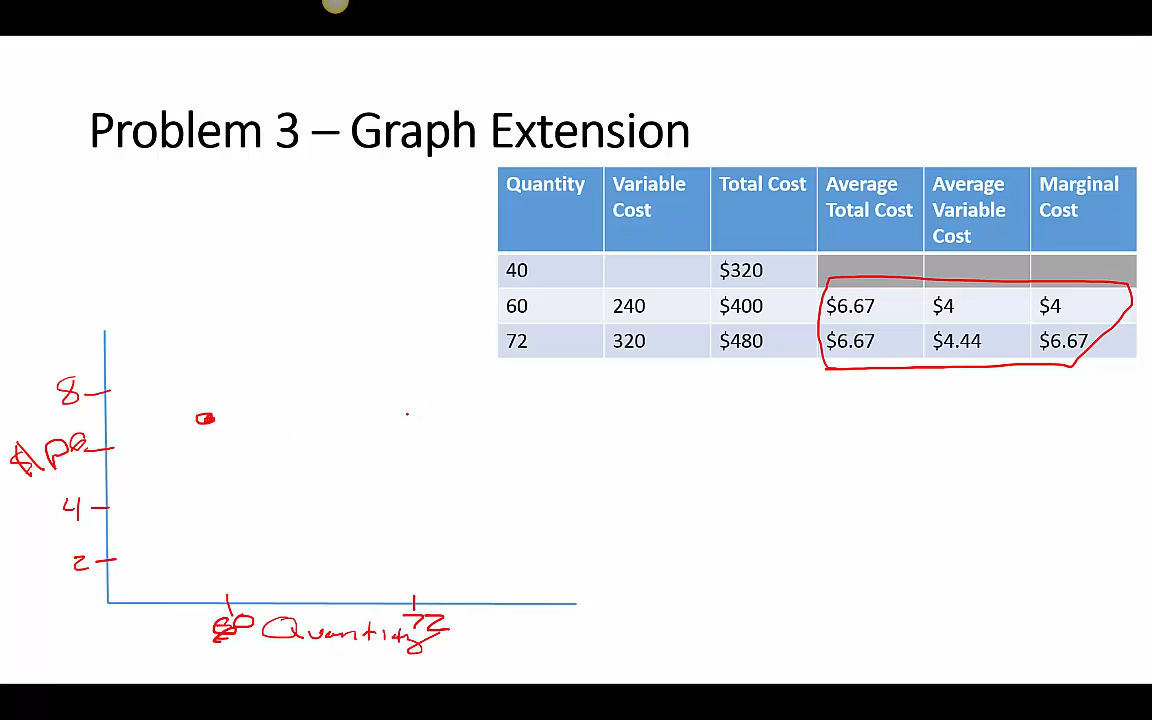 Problem 3 – Graph Extension
Quantity Variable Cost Total Cost Average Total Cost Average Variable Cost Marginal Cost
40 $320
60 240 $400 $6.67 $4 $4
72 320 $480 $6.67 $4.44 $6.67
8
4
2
Quantity 72